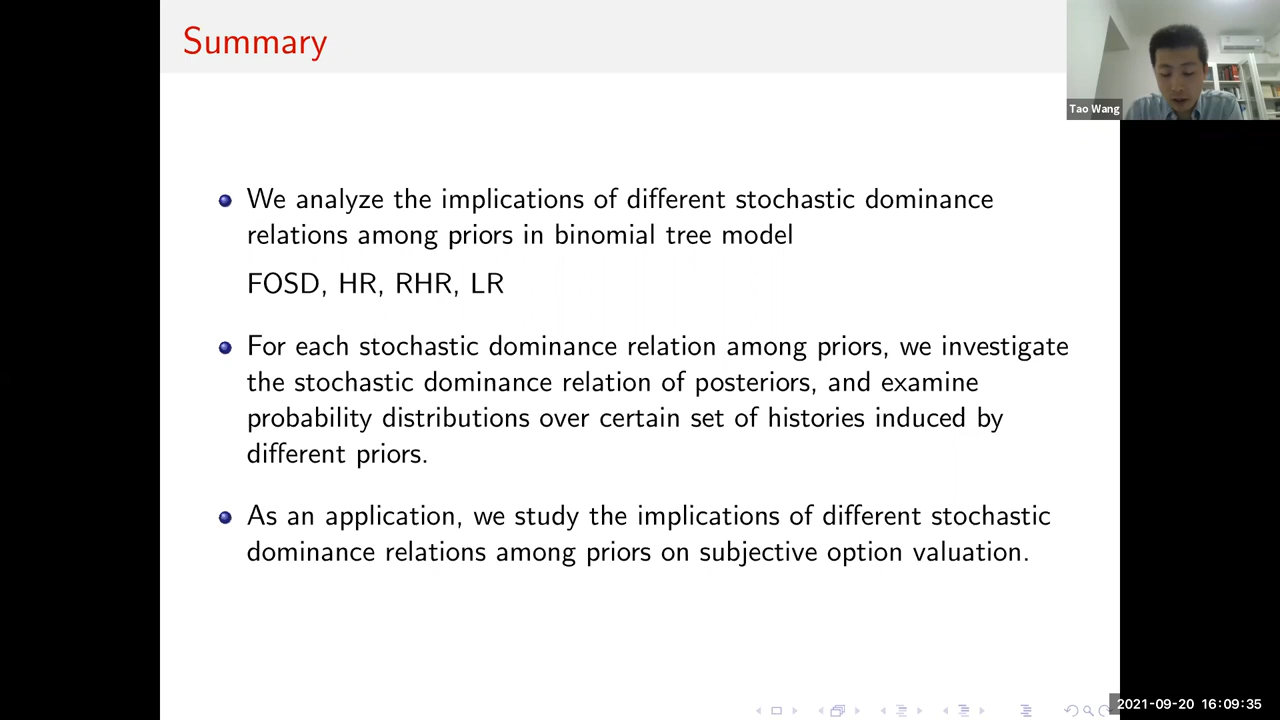 Summary
Tao Wang
We analyze the implications of different stochastic dominance
relations among priors in binomial tree model
FOSD, HR, RHR, LR
For each stochastic dominance relation among priors, we investigate
the stochastic dominance relation of posteriors, and examine
probability distributions over certain set of histories induced by
different priors.
As an application, we study the implications of different stochastic
dominance relations among priors on subjective option valuation.
2021-09-20 16:09:35